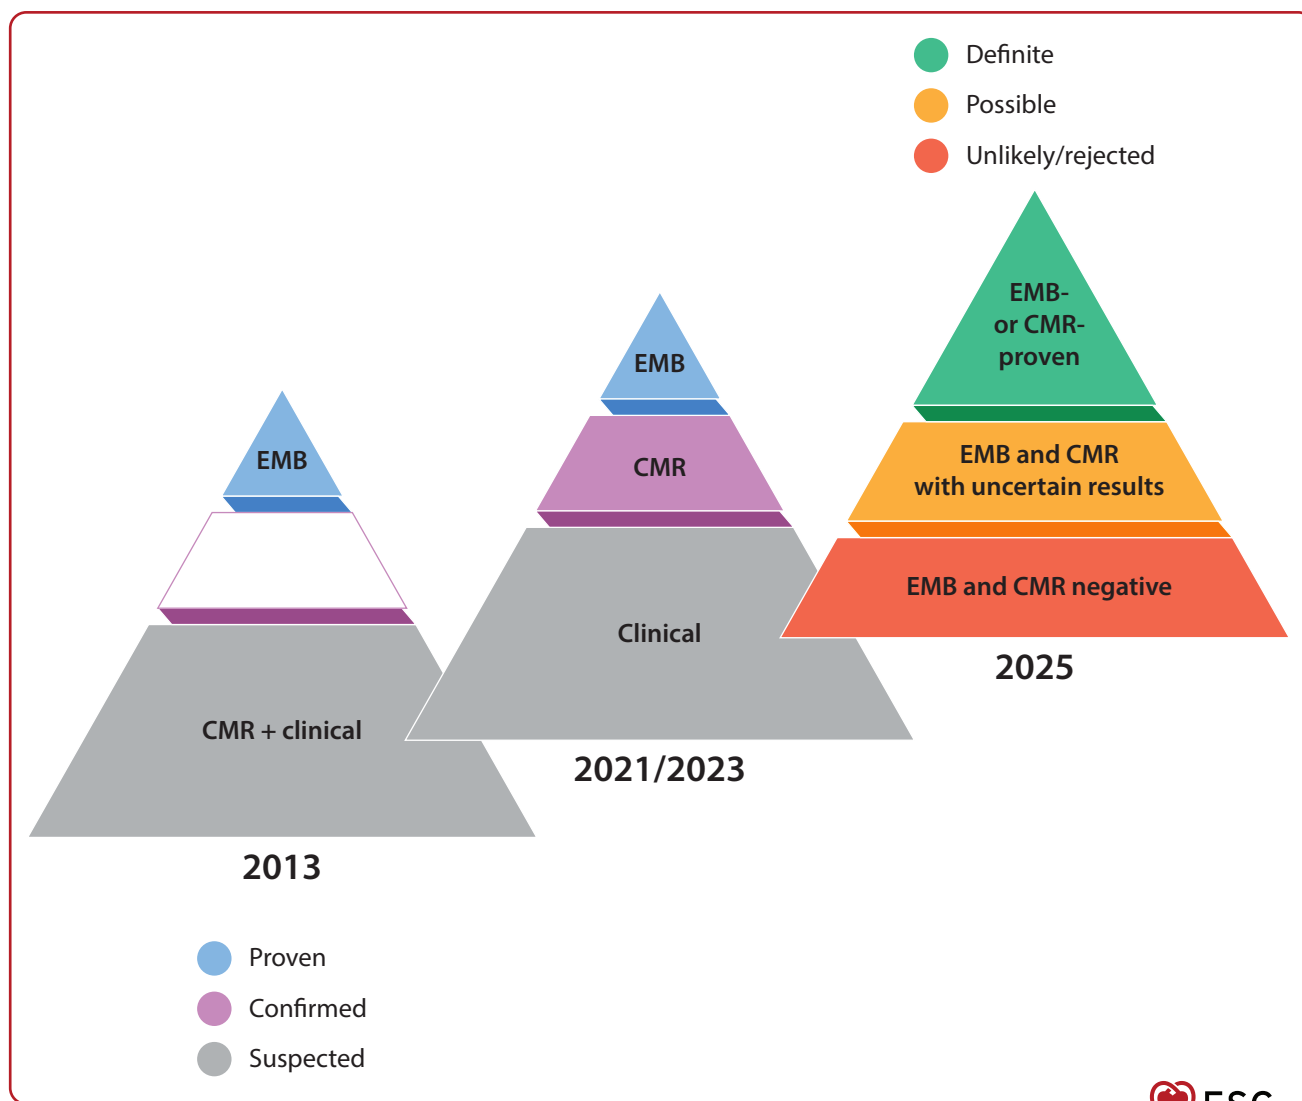 Definite
Possible
Unlikely/rejected
EMB-
or CMR-
proven
EMB and CMR
with uncertain results
EMB and CMR negative
2025
EMB
CMR
Clinical
2021/2023
EMB
CMR + clinical
2013
Proven
Confirmed
Suspected
ESC